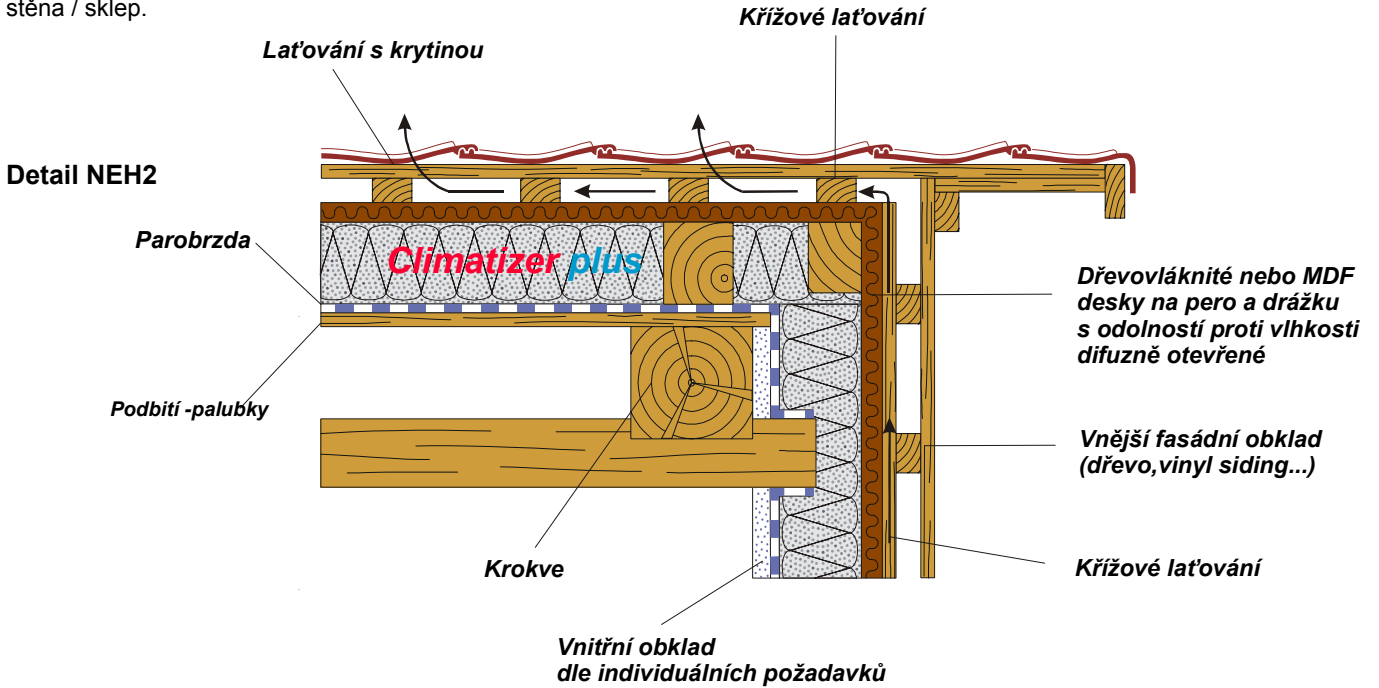 stěna / sklep.
Křížové laťování
Laťování s krytinou
Detail NEH2
Parobrzda
Climatizer plus
Dřevovláknité nebo MDF
desky na pero a drážku
s odolností proti vlhkosti
difuzně otevřené
Podbití -palubky
Vnější fasádní obklad
(dřevo,vinyl siding...)
Krokve
Křížové laťování
Vnitřní obklad
dle individuálních požadavků